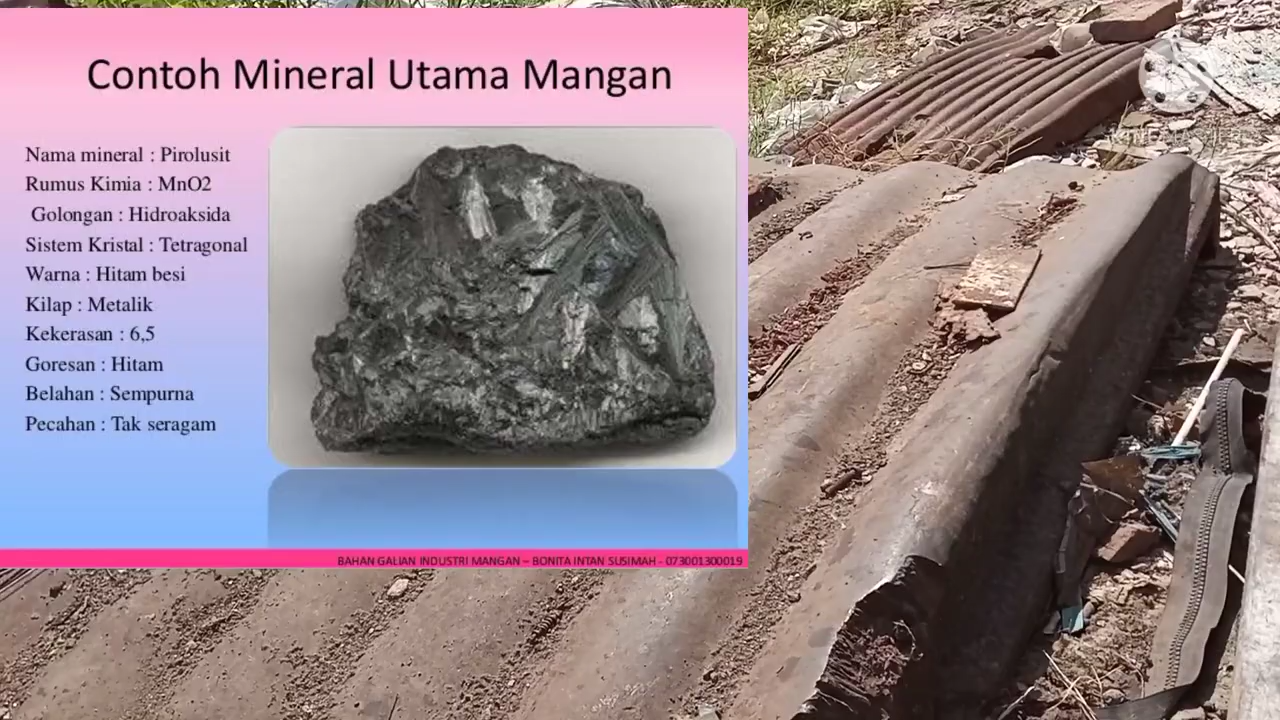 Contoh Mineral Utama Mangan
Nama mineral : Pirolusit
Rumus Kimia : MnO2
Golongan : Hidroaksida
Sistem Kristal : Tetragonal
Warna : Hitam besi
Kilap : Metalik
Kekerasan : 6,5
Goresan : Hitam
Belahan : Sempurna
Pecahan : Tak seragam
BAHAN GALIAN INDUSTRI MANGAN – BONITA INTAN SUSIMAH - 073001300019